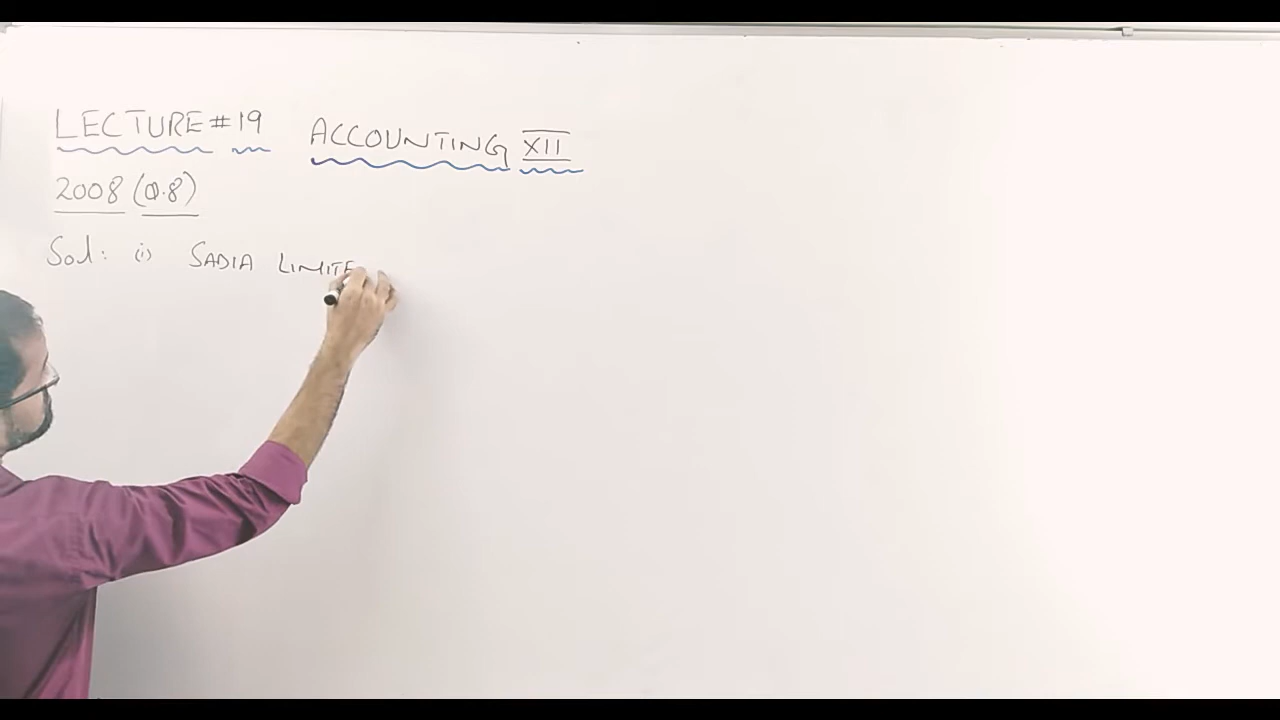 LECTURE #19 ACCOUNTING XII
2008 (Q.8)
Sol: (i) SADIA LIMITE